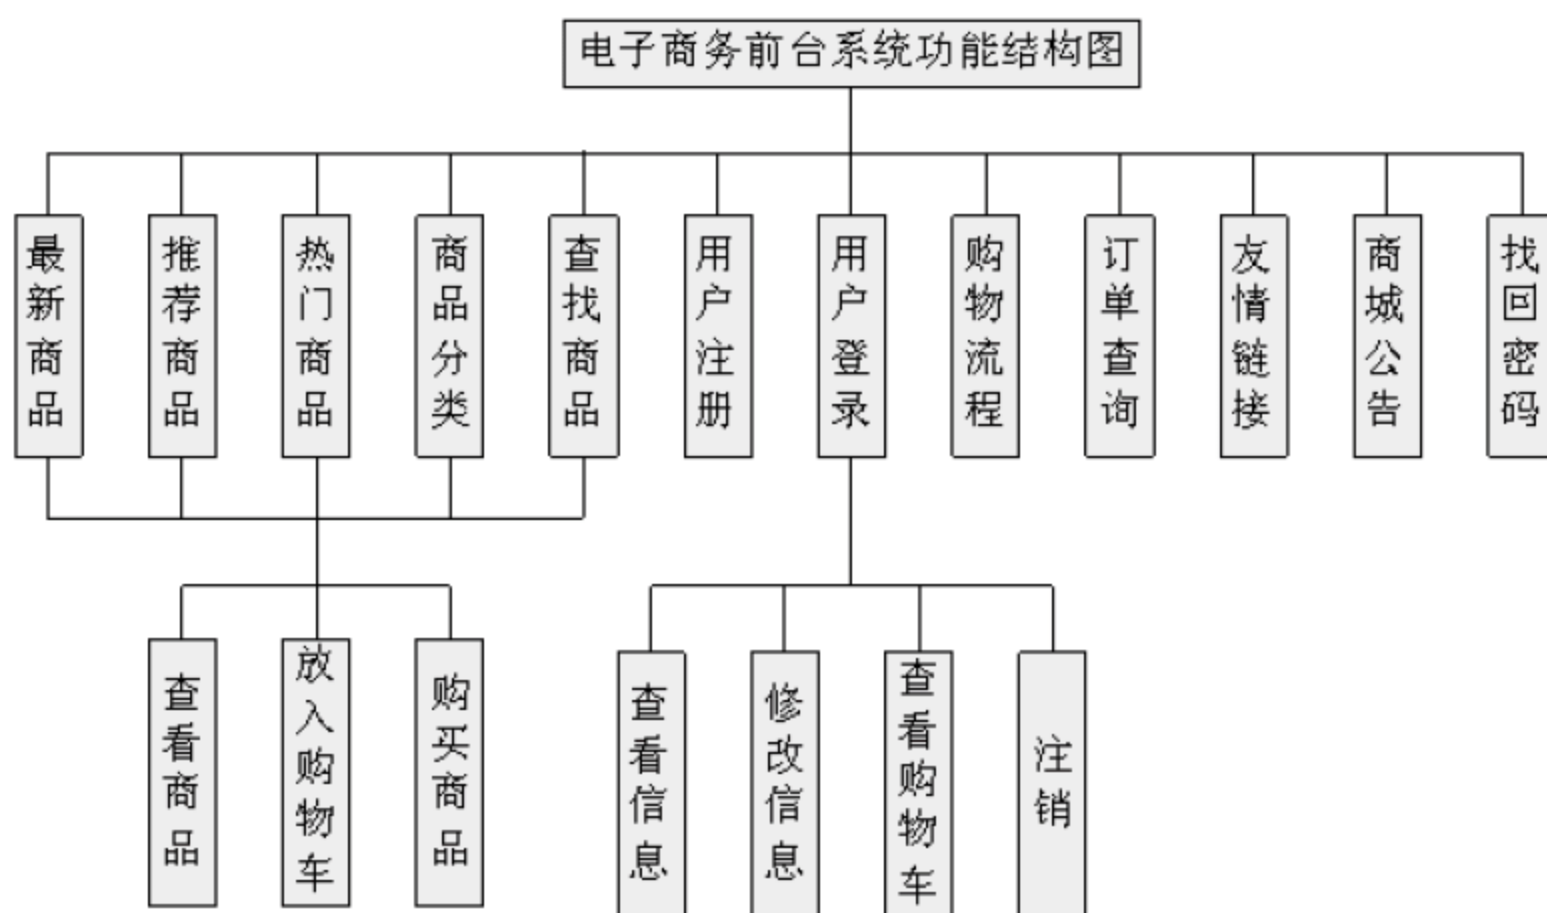 电子商务前台系统功能结构图
最新商品
推荐商品
热门商品
商品分类
查找商品
用户注册
用户登录
购物流程
订单查询
友情链接
商城公告
找回密码
查看商品
放入购物车
购买商品
查看信息
修改信息
查看购物车
注销